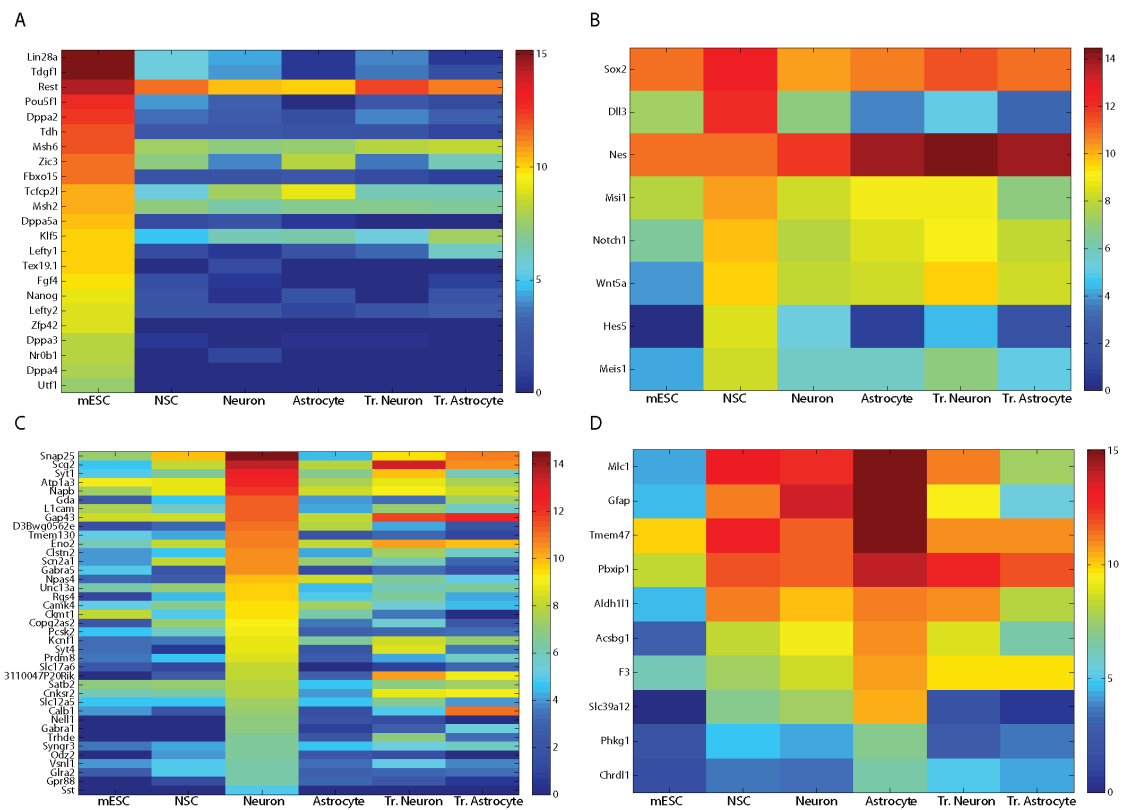 A
Lin28a
Tdgf1
Rest
Pou5f1
Dppa2
Tdh
Msh6
Zic3
Fbxo15
Tcfcp2l
Msh2
Dppa5a
Klf5
Lefty1
Tex19.1
Fgf4
Nanog
Lefty2
Zfp42
Dppa3
Nr0b1
Dppa4
Utf1
mESC NSC Neuron Astrocyte Tr. Neuron Tr. Astrocyte
15
10
5
0
B
Sox2
Dll3
Nes
Msi1
Notch1
Wnt5a
Hes5
Meis1
mESC NSC Neuron Astrocyte Tr. Neuron Tr. Astrocyte
14
12
10
8
6
4
2
0
C
Snap25
Scg2
Syt1
Atp1a3
Napb
Gda
L1cam
Gap43
D3Bwg0562e
Tmem130
Eno2
Clstn2
Scn2a1
Gabra5
Npas4
Unc13a
Rgs4
Camk4
Ckmt1
Copg2as2
Pcsk2
Kcnf1
Syt4
Prdm8
Slc17a6
3110047P20Rik
Satb2
Cnksr2
Slc12a5
Calb1
Nell1
Gabra1
Trhde
Syngr3
Odz2
Vsnl1
Glra2
Gpr88
Sst
mESC NSC Neuron Astrocyte Tr. Neuron Tr. Astrocyte
14
12
10
8
6
4
2
0
D
Mlc1
Gfap
Tmem47
Pbxip1
Aldh1l1
Acsbg1
F3
Slc39a12
Phkg1
Chrdl1
mESC NSC Neuron Astrocyte Tr. Neuron Tr. Astrocyte
15
10
5
0